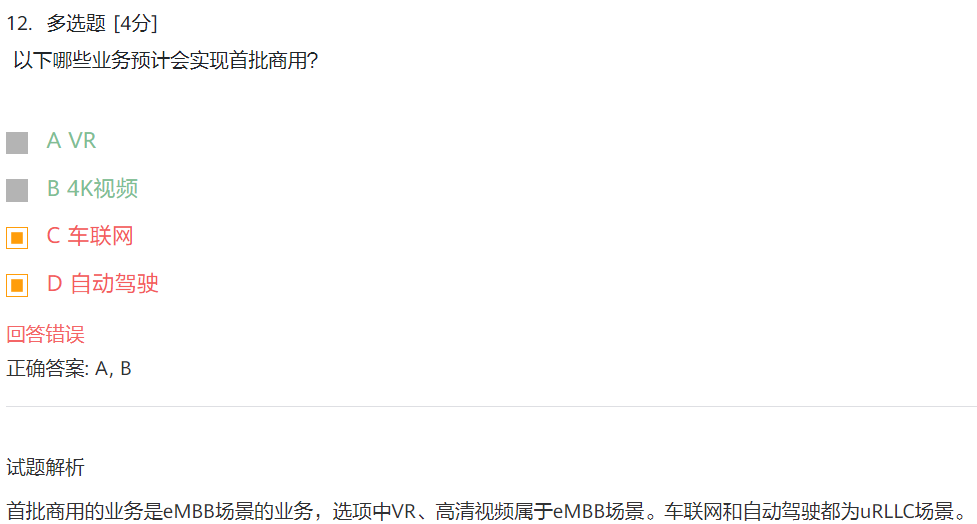 12. 多选题 [4分]
以下哪些业务预计会实现首批商用?
A VR
B 4K视频
C 车联网
D 自动驾驶
回答错误
正确答案: A, B
试题解析
首批商用的业务是eMBB场景的业务，选项中VR、高清视频属于eMBB场景。车联网和自动驾驶都为uRLLC场景。